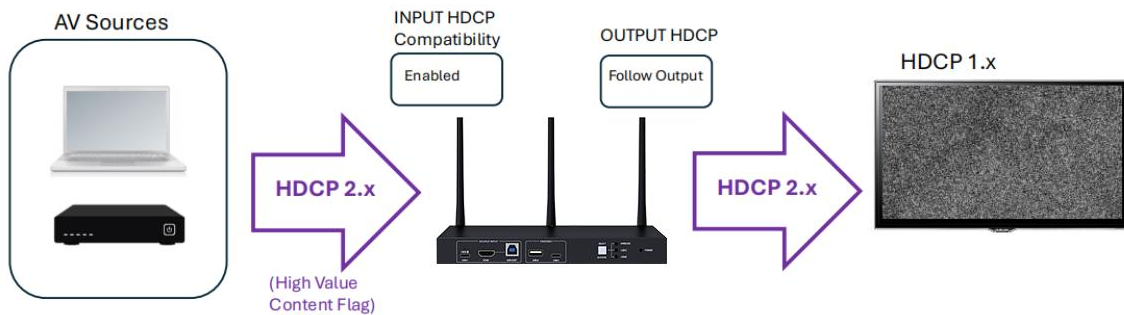 AV Sources
INPUT HDCP
Compatibility
Enabled
OUTPUT HDCP
Follow Output
HDCP 1.x
HDCP 2.x
HDCP 2.x
(High Value
Content Flag)